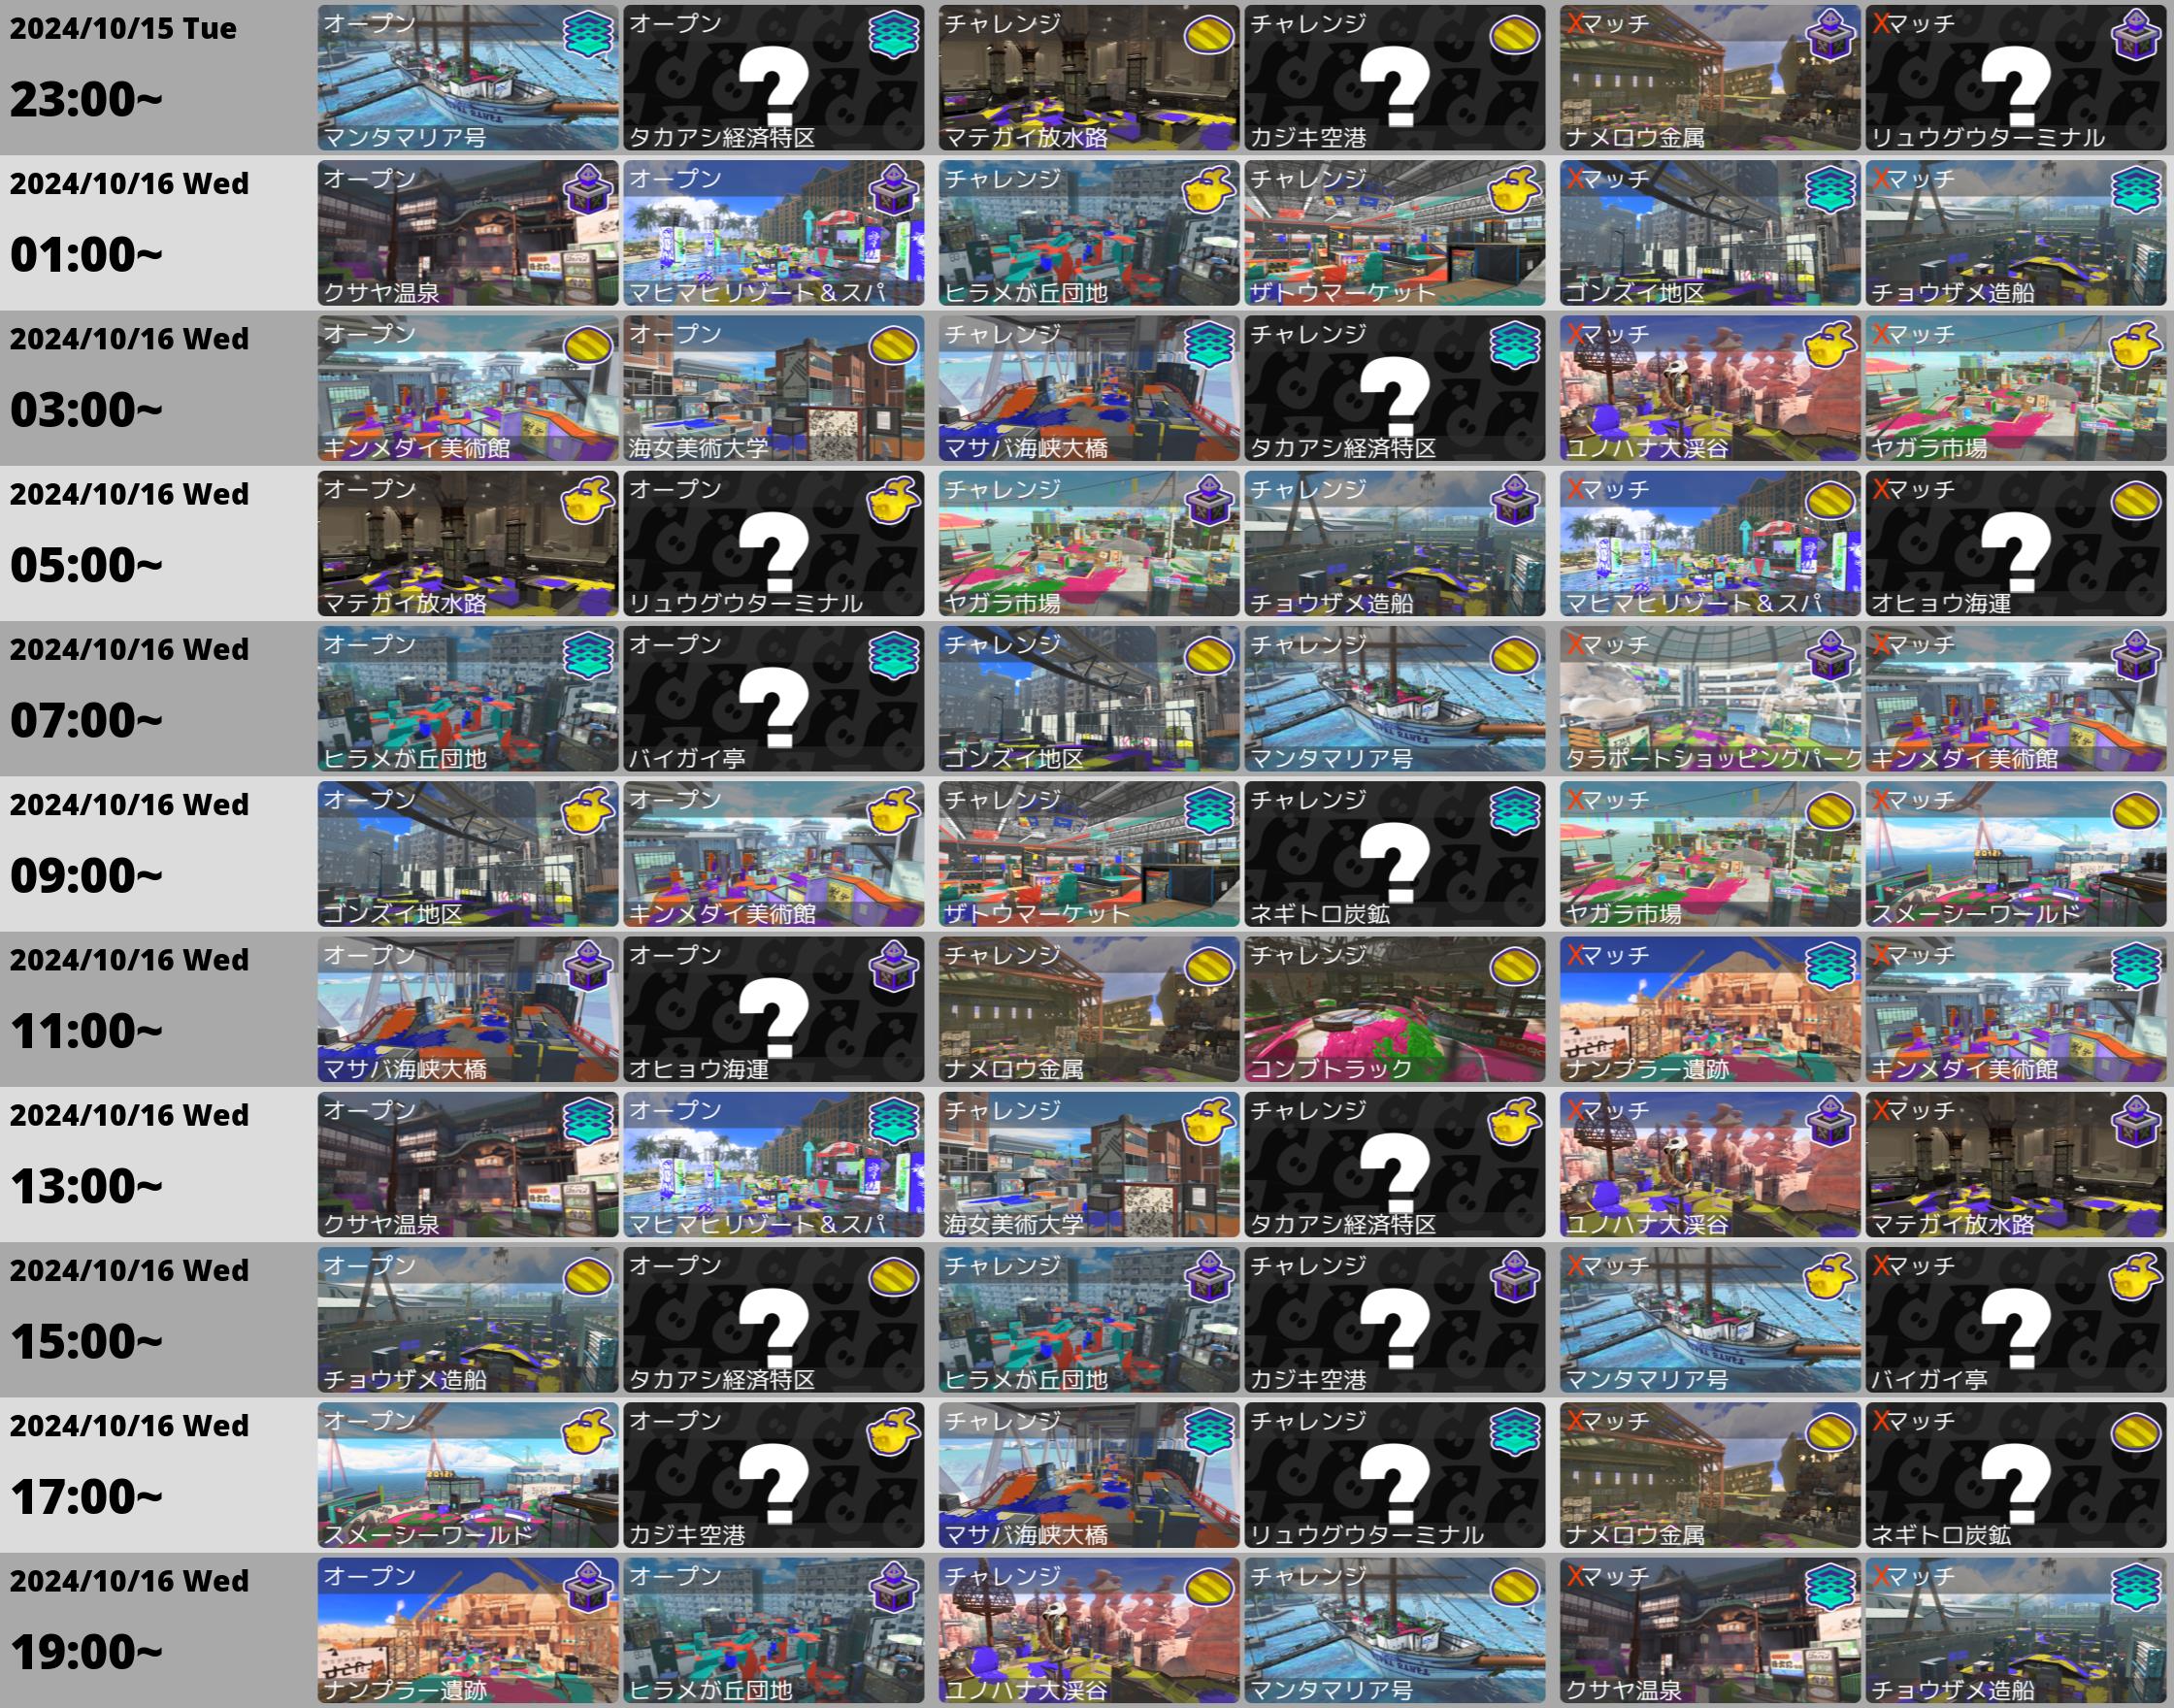 2024/10/15 Tue
23:00~
オープン
マンタマリア号
オープン
タカアシ経済特区
チャレンジ
マテガイ放水路
チャレンジ
カジキ空港
Xマッチ
ナメロウ金属
Xマッチ
リュウグウターミナル
2024/10/16 Wed
01:00~
オープン
クサヤ温泉
オープン
マヒマヒリゾート＆スパ
チャレンジ
ヒラメが丘団地
チャレンジ
ザトウマーケット
Xマッチ
ゴンズイ地区
Xマッチ
チョウザメ造船
2024/10/16 Wed
03:00~
オープン
キンメダイ美術館
オープン
海女美術大学
チャレンジ
マサバ海峡大橋
チャレンジ
タカアシ経済特区
Xマッチ
ユノハナ大渓谷
Xマッチ
ヤガラ市場
2024/10/16 Wed
05:00~
オープン
マテガイ放水路
オープン
リュウグウターミナル
チャレンジ
ヤガラ市場
チャレンジ
チョウザメ造船
Xマッチ
マヒマヒリゾート＆スパ
Xマッチ
オヒョウ海運
2024/10/16 Wed
07:00~
オープン
ヒラメが丘団地
オープン
バイガイ亭
チャレンジ
ゴンズイ地区
チャレンジ
マンタマリア号
Xマッチ
タラポートショッピングパーク
Xマッチ
キンメダイ美術館
2024/10/16 Wed
09:00~
オープン
ゴンズイ地区
オープン
キンメダイ美術館
チャレンジ
ザトウマーケット
チャレンジ
ネギトロ炭鉱
Xマッチ
ヤガラ市場
Xマッチ
スメーシーワールド
2024/10/16 Wed
11:00~
オープン
マサバ海峡大橋
オープン
オヒョウ海運
チャレンジ
ナメロウ金属
チャレンジ
コンブトラック
Xマッチ
ナンプラー遺跡
Xマッチ
キンメダイ美術館
2024/10/16 Wed
13:00~
オープン
クサヤ温泉
オープン
マヒマヒリゾート＆スパ
チャレンジ
海女美術大学
チャレンジ
タカアシ経済特区
Xマッチ
ユノハナ大渓谷
Xマッチ
マテガイ放水路
2024/10/16 Wed
15:00~
オープン
チョウザメ造船
オープン
タカアシ経済特区
チャレンジ
ヒラメが丘団地
チャレンジ
カジキ空港
Xマッチ
マンタマリア号
Xマッチ
バイガイ亭
2024/10/16 Wed
17:00~
オープン
スメーシーワールド
オープン
カジキ空港
チャレンジ
マサバ海峡大橋
チャレンジ
リュウグウターミナル
Xマッチ
ナメロウ金属
Xマッチ
ネギトロ炭鉱
2024/10/16 Wed
19:00~
オープン
ナンプラー遺跡
オープン
ヒラメが丘団地
チャレンジ
ユノハナ大渓谷
チャレンジ
マンタマリア号
Xマッチ
クサヤ温泉
Xマッチ
チョウザメ造船